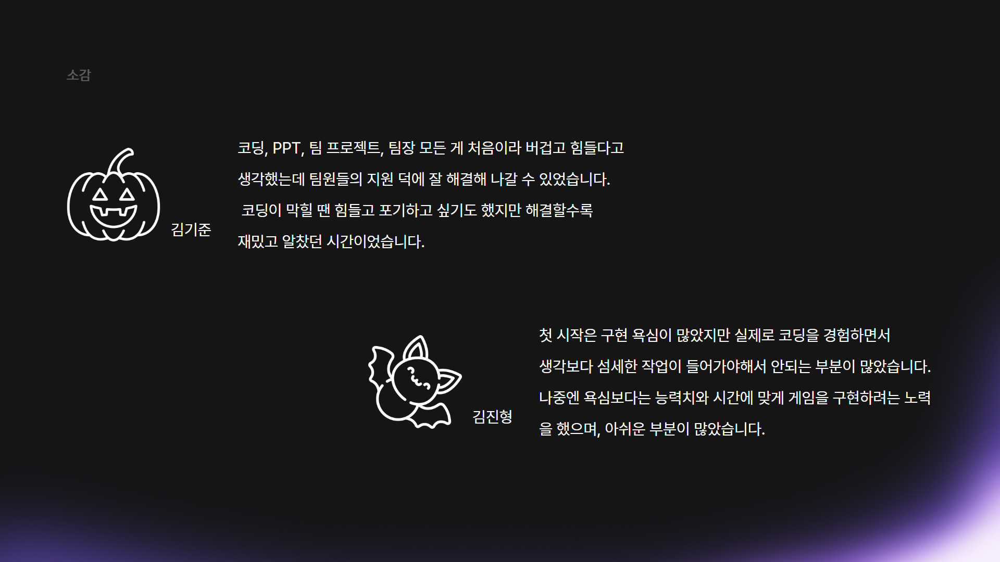 소감
코딩, PPT, 팀 프로젝트, 팀장 모든 게 처음이라 버겁고 힘들다고
생각했는데 팀원들의 지원 덕에 잘 해결해 나갈 수 있었습니다.
코딩이 막힐 땐 힘들고 포기하고 싶기도 했지만 해결할수록
재밌고 알찼던 시간이었습니다.
김기준
첫 시작은 구현 욕심이 많았지만 실제로 코딩을 경험하면서
생각보다 섬세한 작업이 들어가야해서 안되는 부분이 많았습니다.
나중엔 욕심보다는 능력치와 시간에 맞게 게임을 구현하려는 노력
을 했으며, 아쉬운 부분이 많았습니다.
김진형